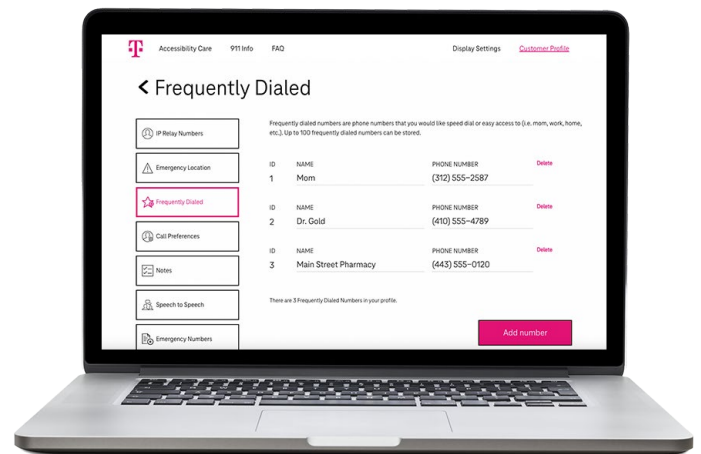 T Accessibility Care 911 Info FAQ Display Settings Customer Profile
Frequently Dialed
Frequently dialed numbers are phone numbers that you would like speed dial or easy access to (i.e. mom, work, home,
etc.). Up to 100 frequently dialed numbers can be stored.
IP Relay Numbers
Emergency Location
Frequently Dialed
Call Preferences
Notes
Speech to Speech
Emergency Numbers
ID NAME PHONE NUMBER Delete
1 Mom (312) 555-2587
ID NAME PHONE NUMBER Delete
2 Dr. Gold (410) 555-4789
ID NAME PHONE NUMBER Delete
3 Main Street Pharmacy (443) 555-0120
There are 3 Frequently Dialed Numbers in your profile.
Add number